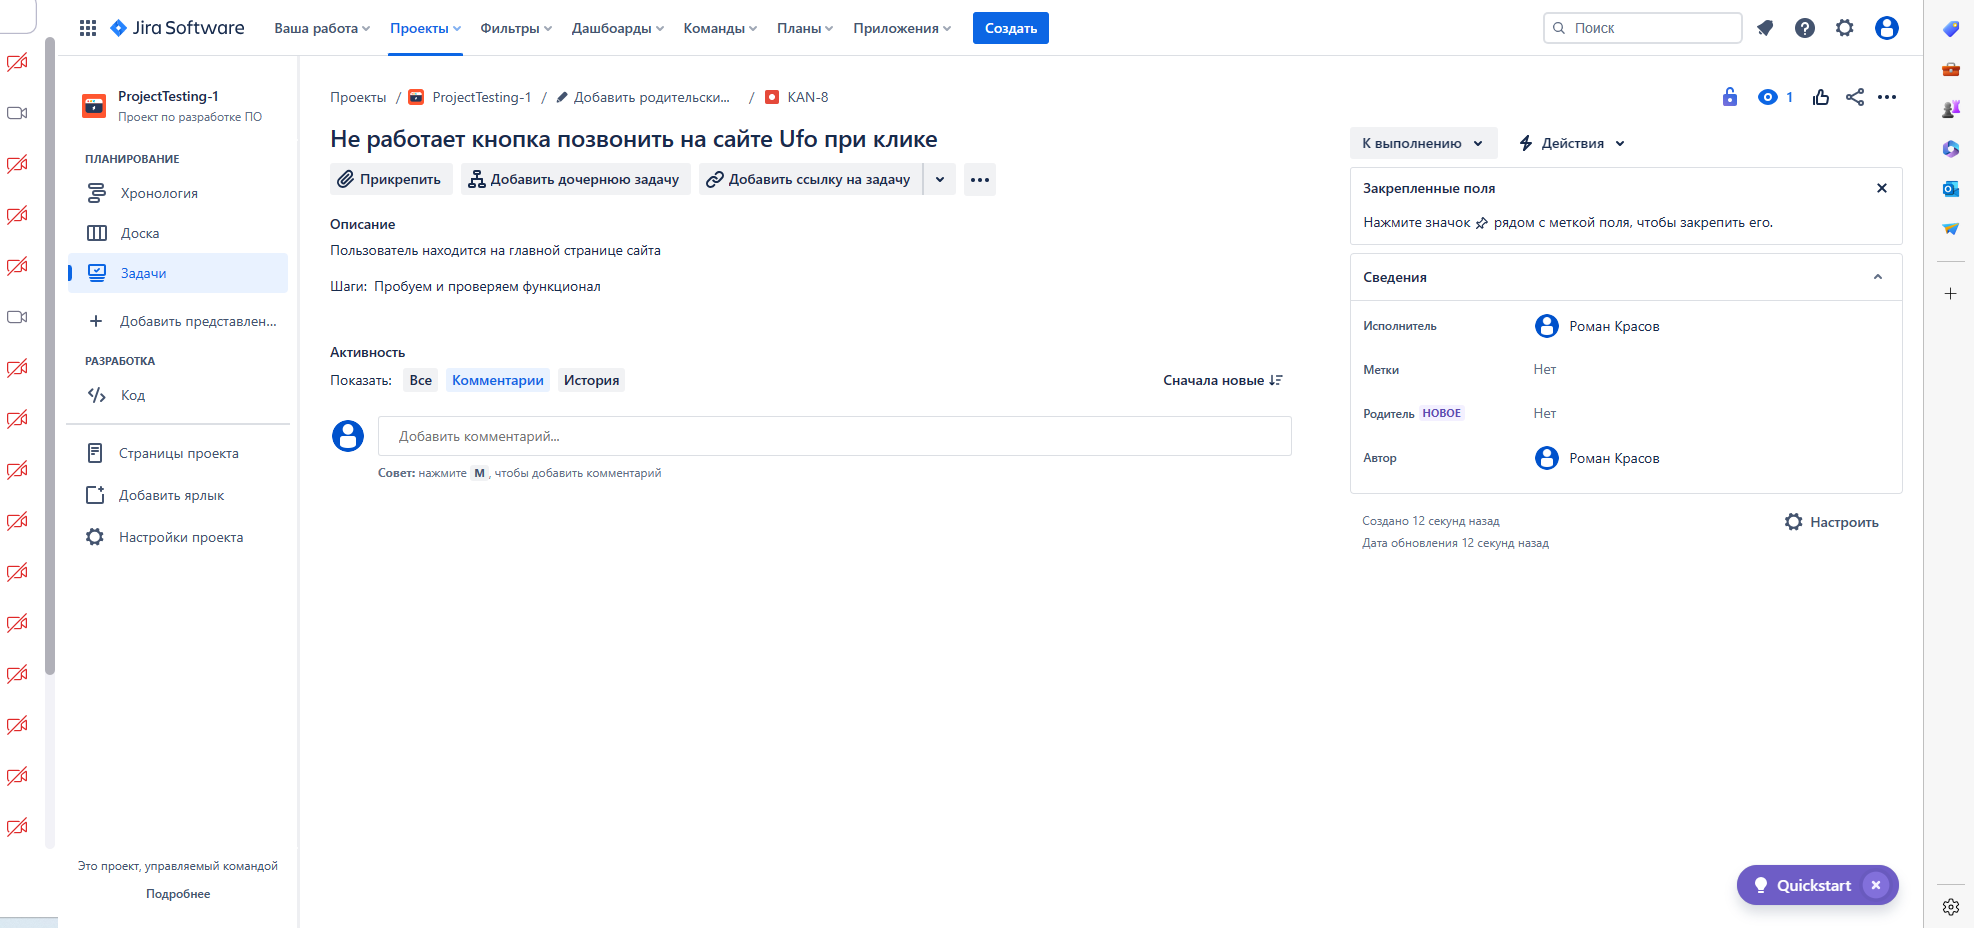 Jira Software
Ваша работа
Проекты
Фильтры
Дашбоарды
Команды
Планы
Приложения
Создать
Поиск
ProjectTesting-1
Проект по разработке ПО
ПЛАНИРОВАНИЕ
Хронология
Доска
Задачи
Добавить представлен...
РАЗРАБОТКА
Код
Страницы проекта
Добавить ярлык
Настройки проекта
Это проект, управляемый командой
Подробнее
Проекты / ProjectTesting-1 / Добавить родительски... / KAN-8
Не работает кнопка позвонить на сайте Ufo при клике
Прикрепить
Добавить дочернюю задачу
Добавить ссылку на задачу
Описание
Пользователь находится на главной странице сайта
Шаги: Пробуем и проверяем функционал
Активность
Показать: Все Комментарии История
Сначала новые
Добавить комментарий...
Совет: нажмите M, чтобы добавить комментарий
1
К выполнению
Действия
Закрепленные поля
Нажмите значок рядом с меткой поля, чтобы закрепить его.
Сведения
Исполнитель Роман Красов
Метки Нет
Родитель НОВОЕ Нет
Автор Роман Красов
Создано 12 секунд назад
Дата обновления 12 секунд назад
Настроить
Quickstart